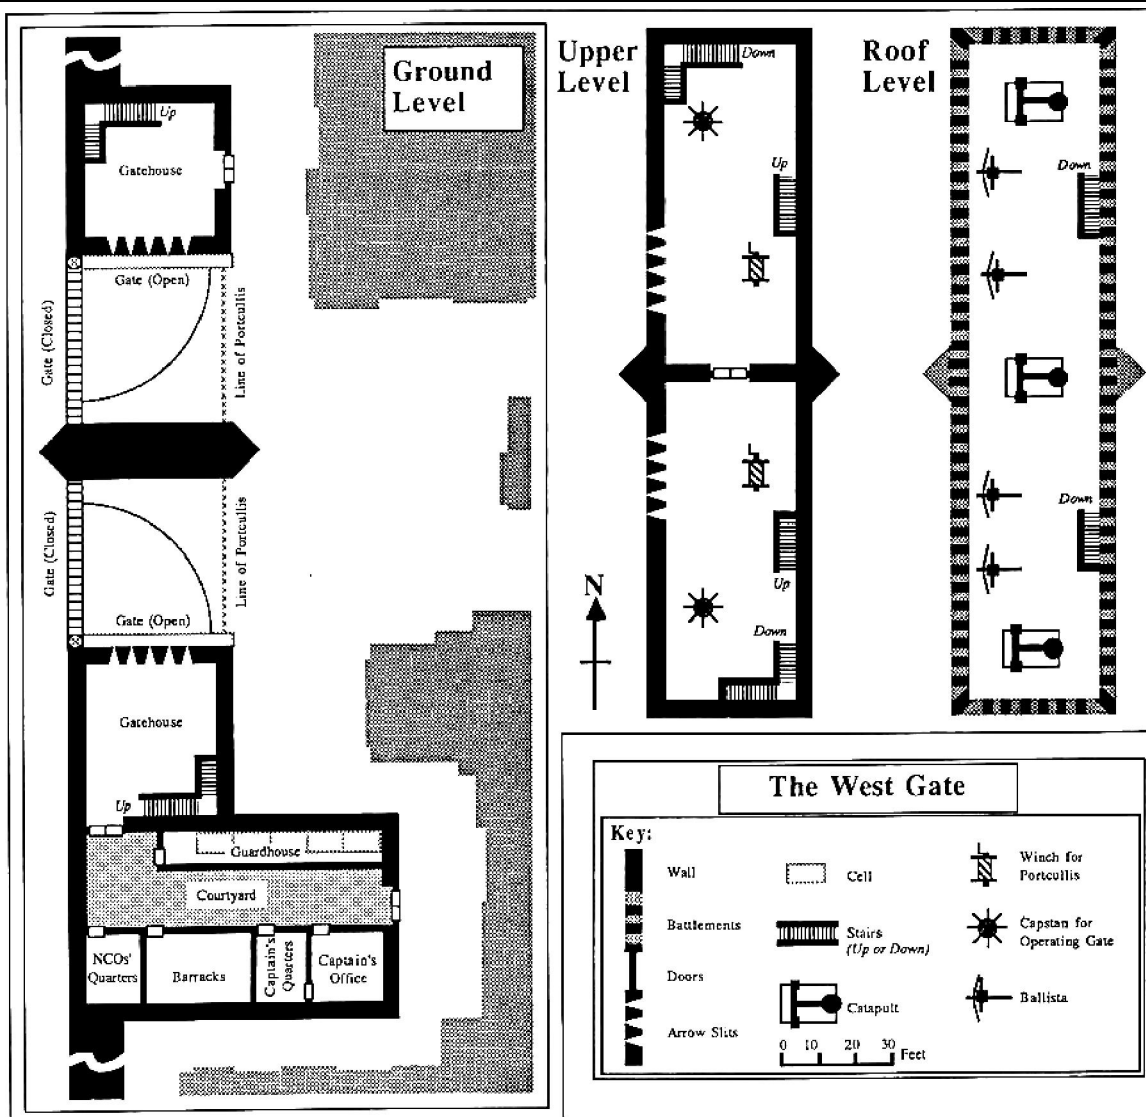 Ground
Level
Up
Gatehouse
Gate (Open)
Gate (Closed)
Line of Portcullis
Gate (Closed)
Line of Portcullis
Gate (Open)
Gatehouse
Up
Guardhouse
Courtyard
NCOs'
Quarters
Barracks
Captain's
Quarters
Captain's
Office
Upper
Level
Down
Up
Up
Down
N
Roof
Level
Down
Down
The West Gate
Key:
Wall
Battlements
Doors
Arrow Slits
Cell
Stairs
(Up or Down)
Catapult
0 10 20 30
Feet
Winch for
Portcullis
Capstan for
Operating Gate
Ballista